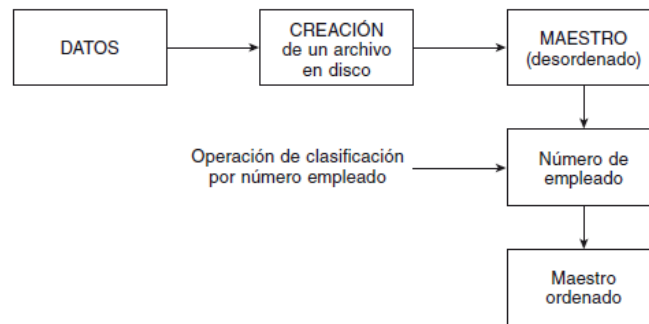 DATOS
CREACIÓN
de un archivo
en disco
MAESTRO
(desordenado)
Operación de clasificación
por número empleado
Número de
empleado
Maestro
ordenado